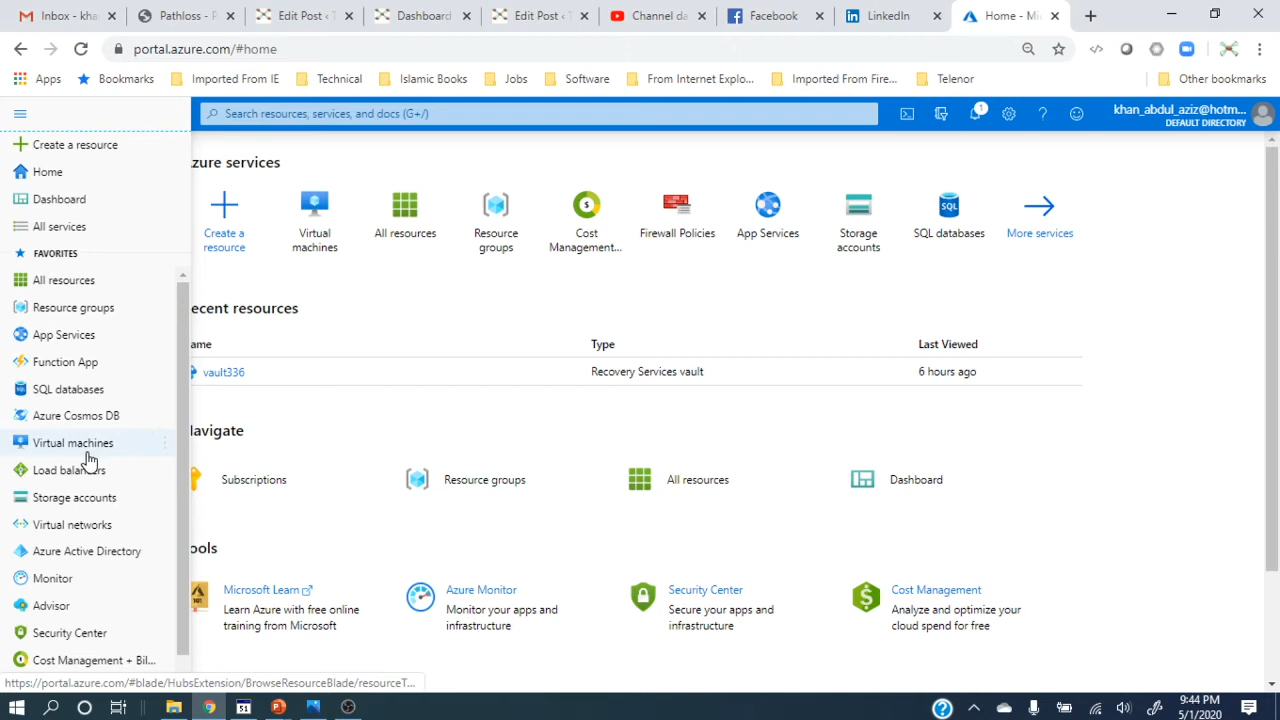 Inbox - kha
Pathloss - P
Edit Post ‹ T
Dashboard
Edit Post ‹ T
Channel da
Facebook
LinkedIn
Home - Mi
portal.azure.com/#home
Apps
Bookmarks
Imported From IE
Technical
Islamic Books
Jobs
Software
From Internet Explo...
Imported From Fire...
Telenor
Other bookmarks
Search resources, services, and docs (G+/)
1
khan_abdul_aziz@hotm...
DEFAULT DIRECTORY
Create a resource
Home
Dashboard
All services
FAVORITES
All resources
Resource groups
App Services
Function App
SQL databases
Azure Cosmos DB
Virtual machines
Load balancers
Storage accounts
Virtual networks
Azure Active Directory
Monitor
Advisor
Security Center
Cost Management + Bil...
zure services
Create a
resource
Virtual
machines
All resources
Resource
groups
Cost
Management...
Firewall Policies
App Services
Storage
accounts
SQL
SQL databases
More services
ecent resources
ame
Type
Last Viewed
vault336
Recovery Services vault
6 hours ago
avigate
Subscriptions
Resource groups
All resources
Dashboard
ools
Microsoft Learn
Learn Azure with free online
training from Microsoft
Azure Monitor
Monitor your apps and
infrastructure
Security Center
Secure your apps and
infrastructure
Cost Management
Analyze and optimize your
cloud spend for free
https://portal.azure.com/#blade/HubsExtension/BrowseResourceBlade/resourceT...
9:44 PM
5/1/2020